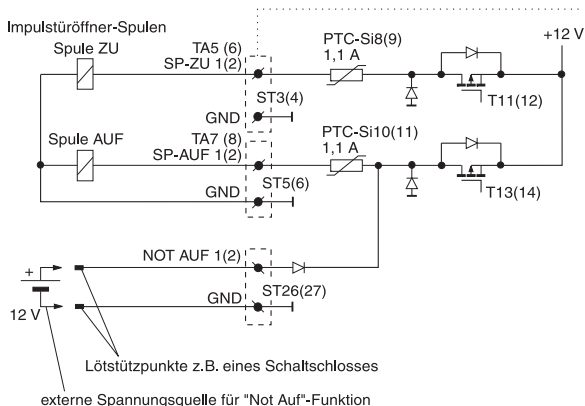 Impulstüröffner-Spulen
Spule ZU
TA5 (6)
SP-ZU 1(2)
PTC-Si8(9)
1,1 A
+12 V
T11(12)
GND
ST3(4)
Spule AUF
TA7 (8)
SP-AUF 1(2)
PTC-Si10(11)
1,1 A
T13(14)
GND
ST5(6)
NOT AUF 1(2)
+
12 V
GND
ST26(27)
Lötstützpunkte z.B. eines Schaltschlosses
externe Spannungsquelle für "Not Auf"-Funktion